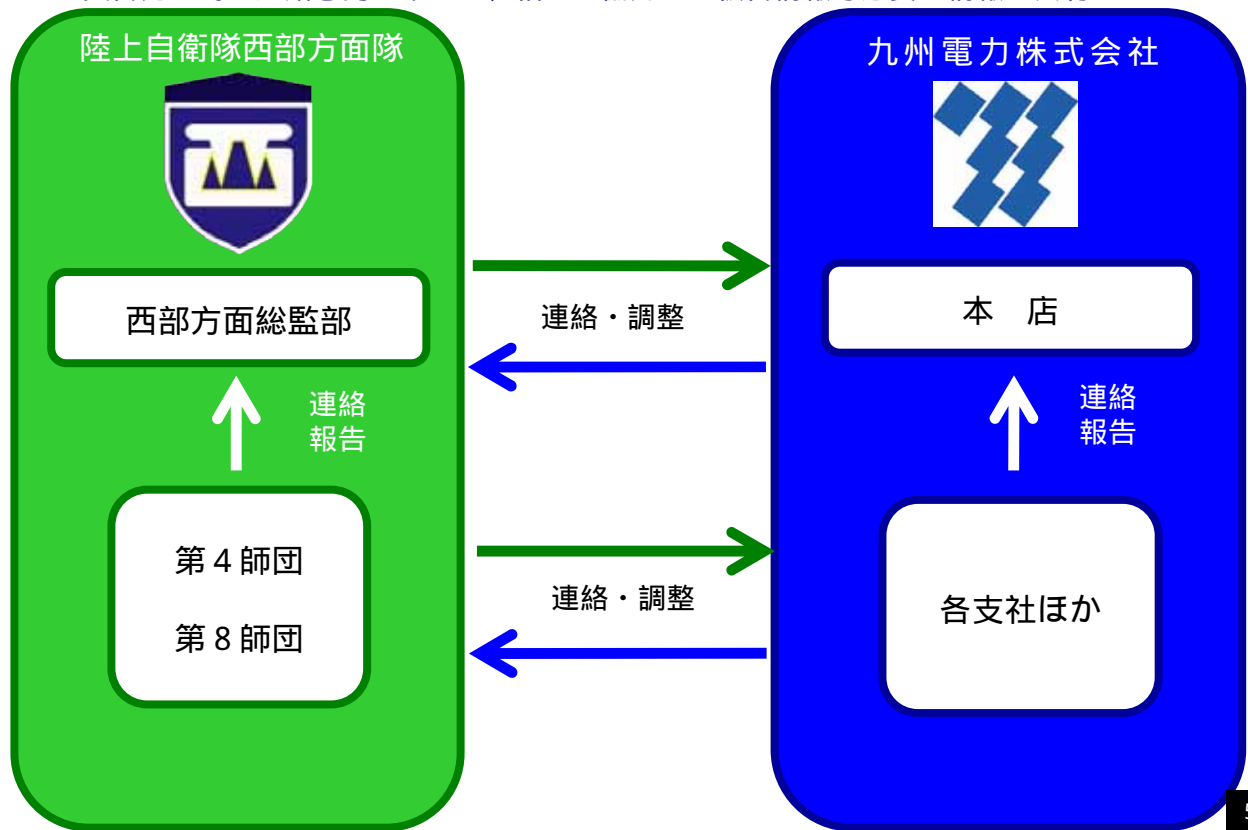 陸上自衛隊西部方面隊
九州電力株式会社
西部方面総監部
連絡・調整
本 店
連絡
報告
連絡
報告
第4師団
第8師団
連絡・調整
各支社ほか